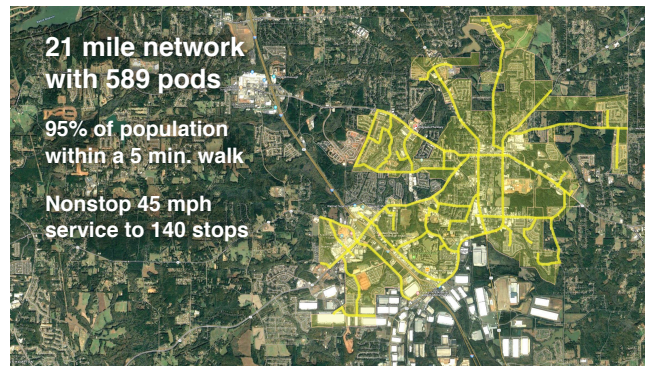 21 mile network
with 589 pods
95% of population
within a 5 min. walk
Nonstop 45 mph
service to 140 stops